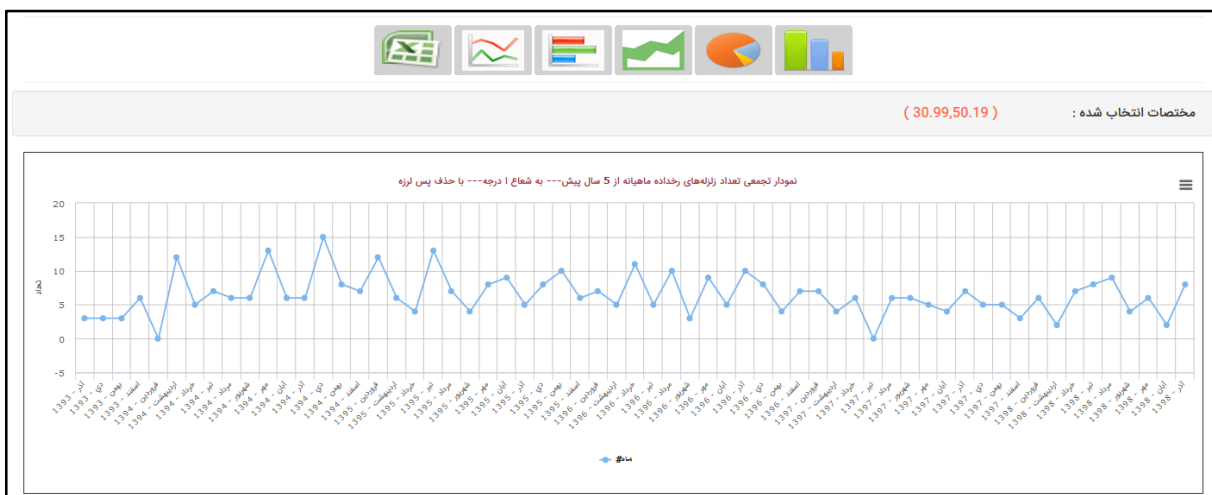 مختصات انتخاب شده : ( 30.99,50.19 )
نمودار تجمعی تعداد زلزله‌های رخداده ماهیانه از 5 سال پیش--- به شعاع ۱ درجه--- با حذف پس لرزه
تعداد
20
15
10
5
0
-5
آذر - 1393
دی - 1393
بهمن - 1393
اسفند - 1393
فروردین - 1394
اردیبهشت - 1394
خرداد - 1394
تیر - 1394
مرداد - 1394
شهریور - 1394
مهر - 1394
آبان - 1394
آذر - 1394
دی - 1394
بهمن - 1394
اسفند - 1394
فروردین - 1395
اردیبهشت - 1395
خرداد - 1395
تیر - 1395
مرداد - 1395
شهریور - 1395
مهر - 1395
آبان - 1395
آذر - 1395
دی - 1395
بهمن - 1395
اسفند - 1395
فروردین - 1396
اردیبهشت - 1396
خرداد - 1396
تیر - 1396
مرداد - 1396
شهریور - 1396
مهر - 1396
آبان - 1396
آذر - 1396
دی - 1396
بهمن - 1396
اسفند - 1396
فروردین - 1397
اردیبهشت - 1397
خرداد - 1397
تیر - 1397
مرداد - 1397
شهریور - 1397
مهر - 1397
آبان - 1397
آذر - 1397
دی - 1397
بهمن - 1397
اسفند - 1397
فروردین - 1398
اردیبهشت - 1398
خرداد - 1398
تیر - 1398
مرداد - 1398
شهریور - 1398
مهر - 1398
آبان - 1398
آذر - 1398